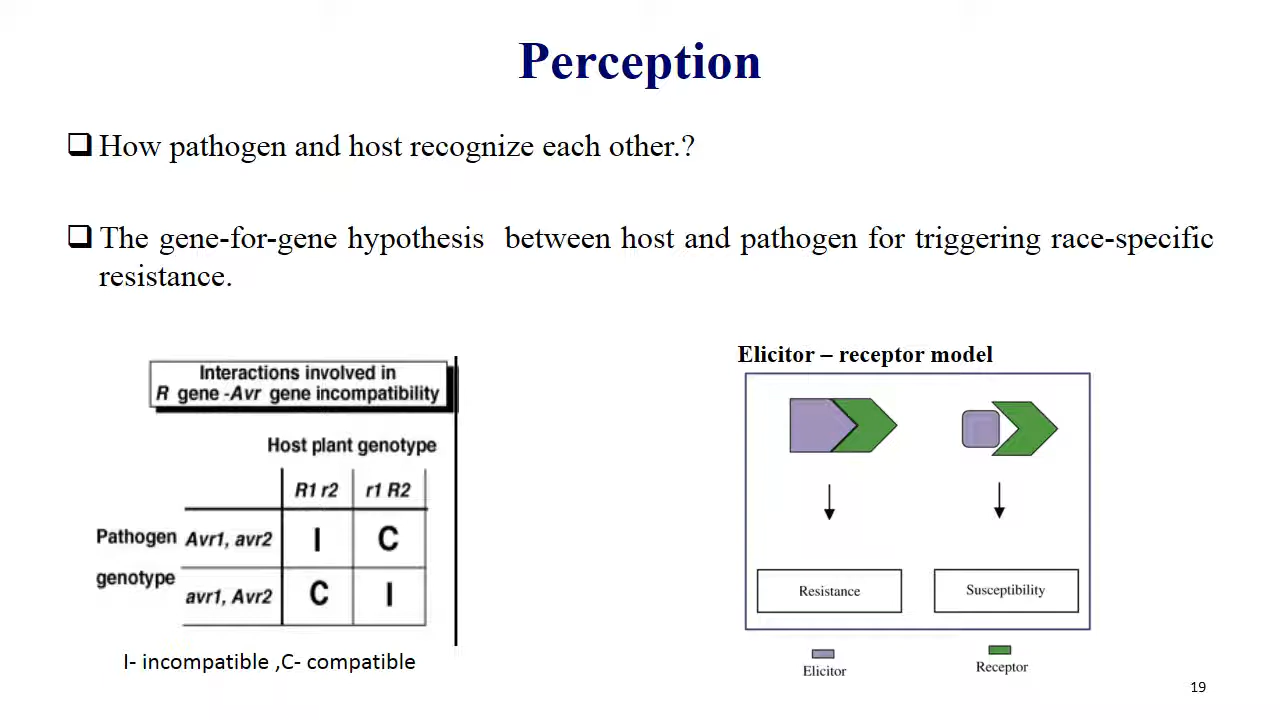 Perception
How pathogen and host recognize each other.?
The gene-for-gene hypothesis between host and pathogen for triggering race-specific
resistance.
Interactions involved in
R gene -Avr gene incompatibility
Host plant genotype
R1 r2 r1 R2
Pathogen
genotype
Avr1, avr2 I C
avr1, Avr2 C I
I- incompatible ,C- compatible
Elicitor – receptor model
Resistance
Susceptibility
Elicitor
Receptor
19